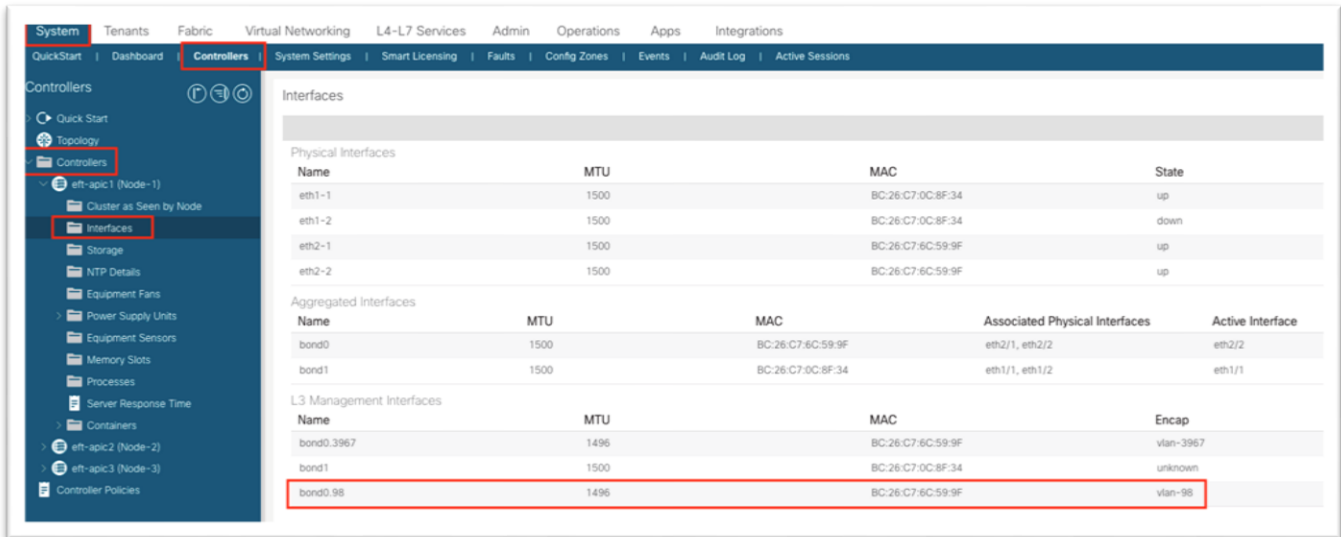 System Tenants Fabric Virtual Networking L4-L7 Services Admin Operations Apps Integrations
QuickStart | Dashboard | Controllers | System Settings | Smart Licensing | Faults | Config Zones | Events | Audit Log | Active Sessions
Controllers
Quick Start
Topology
Controllers
eft-apic1 (Node-1)
Cluster as Seen by Node
Interfaces
Storage
NTP Details
Equipment Fans
Power Supply Units
Equipment Sensors
Memory Slots
Processes
Server Response Time
Containers
eft-apic2 (Node-2)
eft-apic3 (Node-3)
Controller Policies
Interfaces
Physical Interfaces
Name MTU MAC State
eth1-1 1500 BC:26:C7:0C:8F:34 up
eth1-2 1500 BC:26:C7:0C:8F:34 down
eth2-1 1500 BC:26:C7:6C:59:9F up
eth2-2 1500 BC:26:C7:6C:59:9F up
Aggregated Interfaces
Name MTU MAC Associated Physical Interfaces Active Interface
bond0 1500 BC:26:C7:6C:59:9F eth2/1, eth2/2 eth2/2
bond1 1500 BC:26:C7:0C:8F:34 eth1/1, eth1/2 eth1/1
L3 Management Interfaces
Name MTU MAC Encap
bond0.3967 1496 BC:26:C7:6C:59:9F vlan-3967
bond1 1500 BC:26:C7:0C:8F:34 unknown
bond0.98 1496 BC:26:C7:6C:59:9F vlan-98